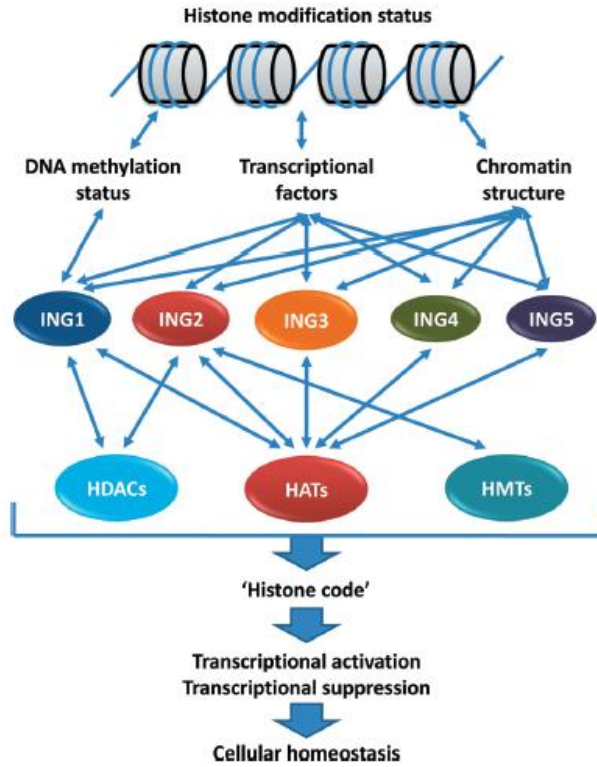 Histone modification status
DNA methylation
status
Transcriptional
factors
Chromatin
structure
ING1
ING2
ING3
ING4
ING5
HDACs
HATs
HMTs
‘Histone code’
Transcriptional activation
Transcriptional suppression
Cellular homeostasis